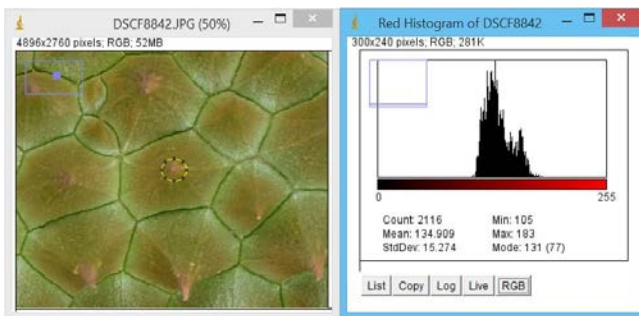 DSCF8842.JPG (50%)
4896x2760 pixels; RGB; 52MB
Red Histogram of DSCF8842
300x240 pixels; RGB; 281K
0
255
Count: 2116
Min: 105
Mean: 134.909
Max: 183
StdDev: 15.274
Mode: 131 (77)
List
Copy
Log
Live
RGB